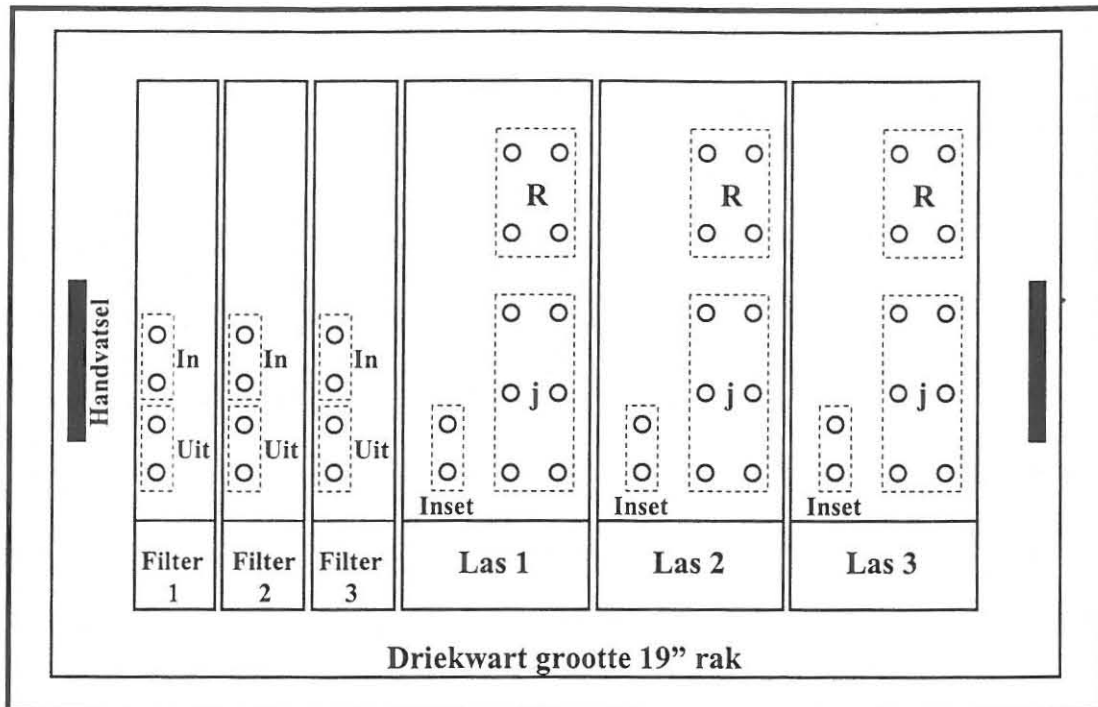 R
R
R
Handvatsel
In
In
In
j
j
j
Uit
Uit
Uit
Inset
Inset
Inset
Filter
1
Filter
2
Filter
3
Las 1
Las 2
Las 3
Driekwart grootte 19” rak